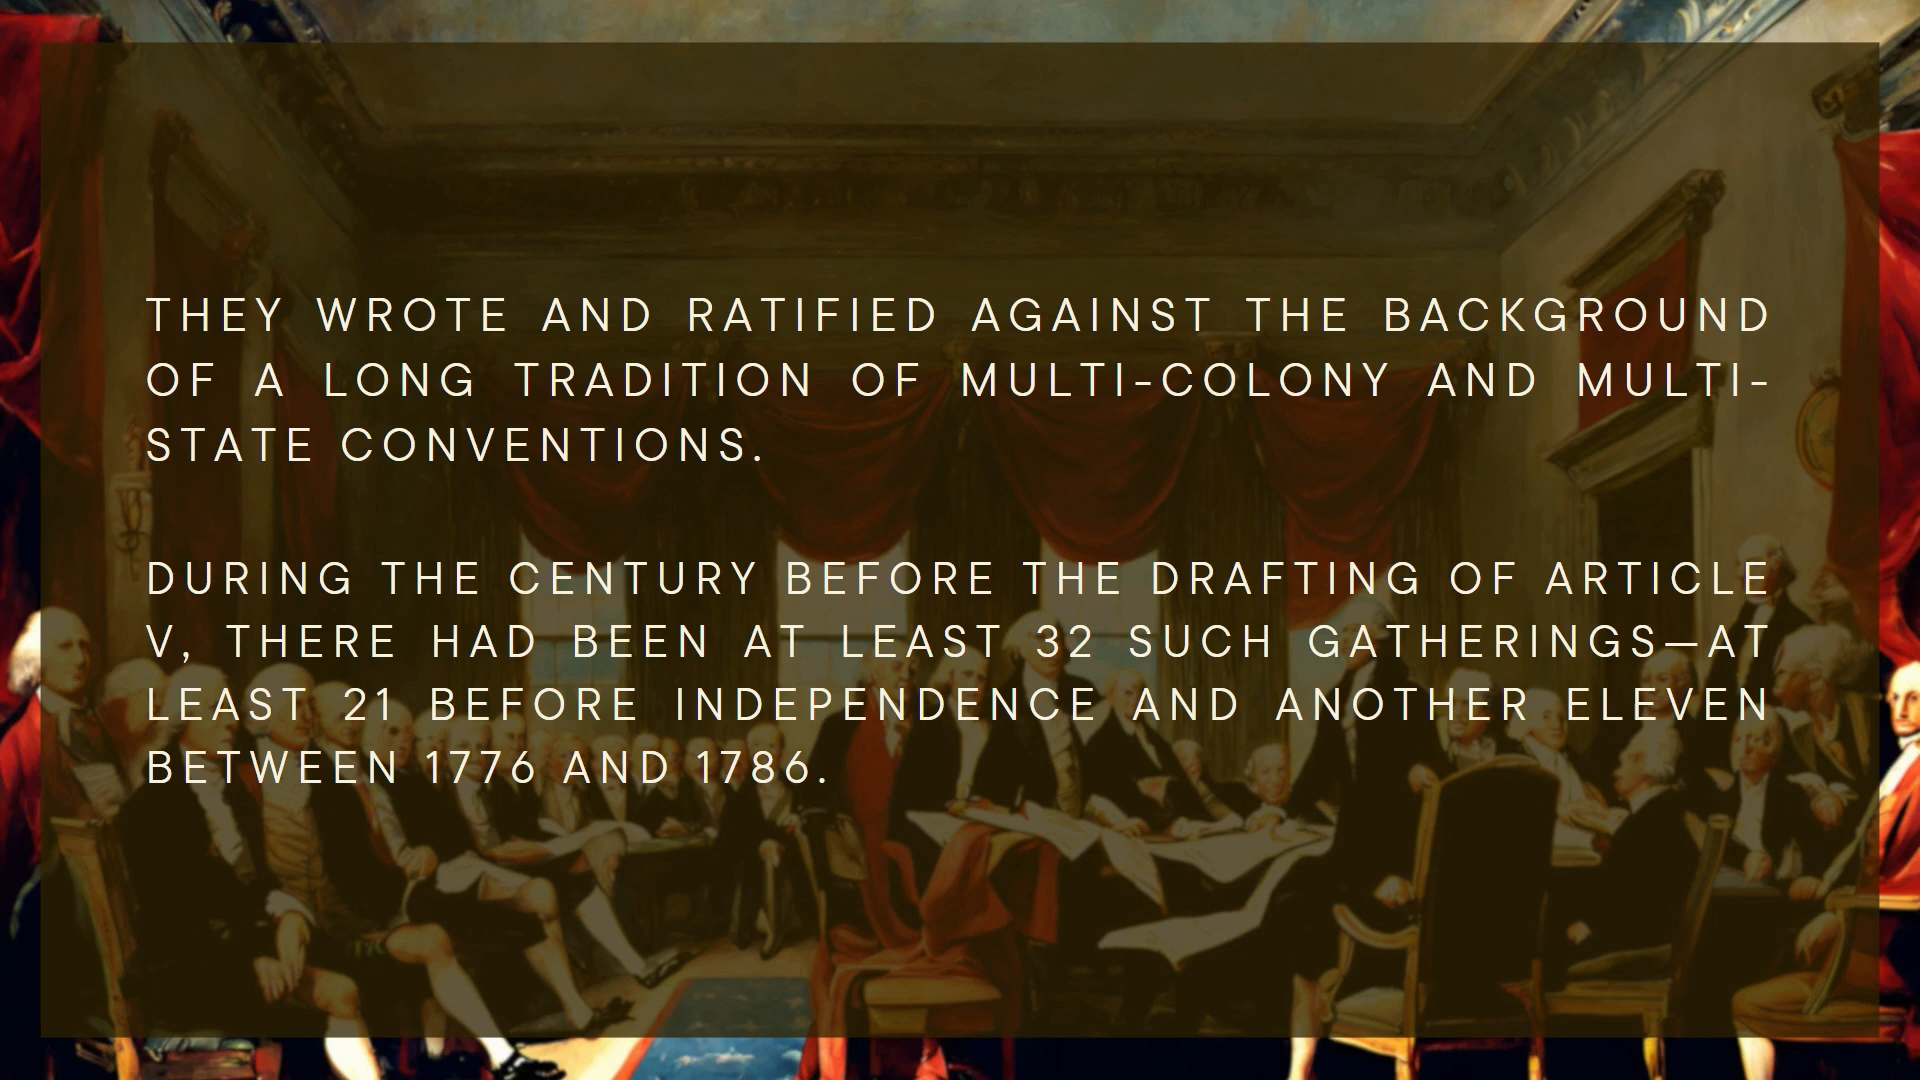 THEY WROTE AND RATIFIED AGAINST THE BACKGROUND
OF A LONG TRADITION OF MULTI-COLONY AND MULTI-
STATE CONVENTIONS.
DURING THE CENTURY BEFORE THE DRAFTING OF ARTICLE
V, THERE HAD BEEN AT LEAST 32 SUCH GATHERINGS—AT
LEAST 21 BEFORE INDEPENDENCE AND ANOTHER ELEVEN
BETWEEN 1776 AND 1786.